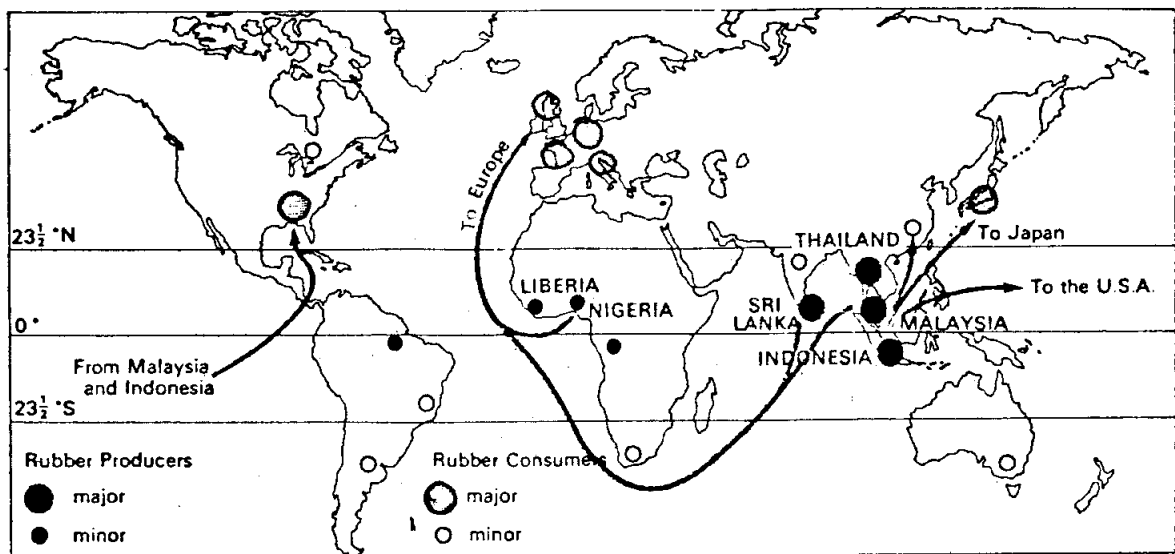 To Europe
23½°N
THAILAND
To Japan
LIBERIA
NIGERIA
SRI
LANKA
To the U.S.A.
MALAYSIA
0°
INDONESIA
From Malaysia
and Indonesia
23½°S
Rubber Producers
major
minor
Rubber Consumers
major
minor